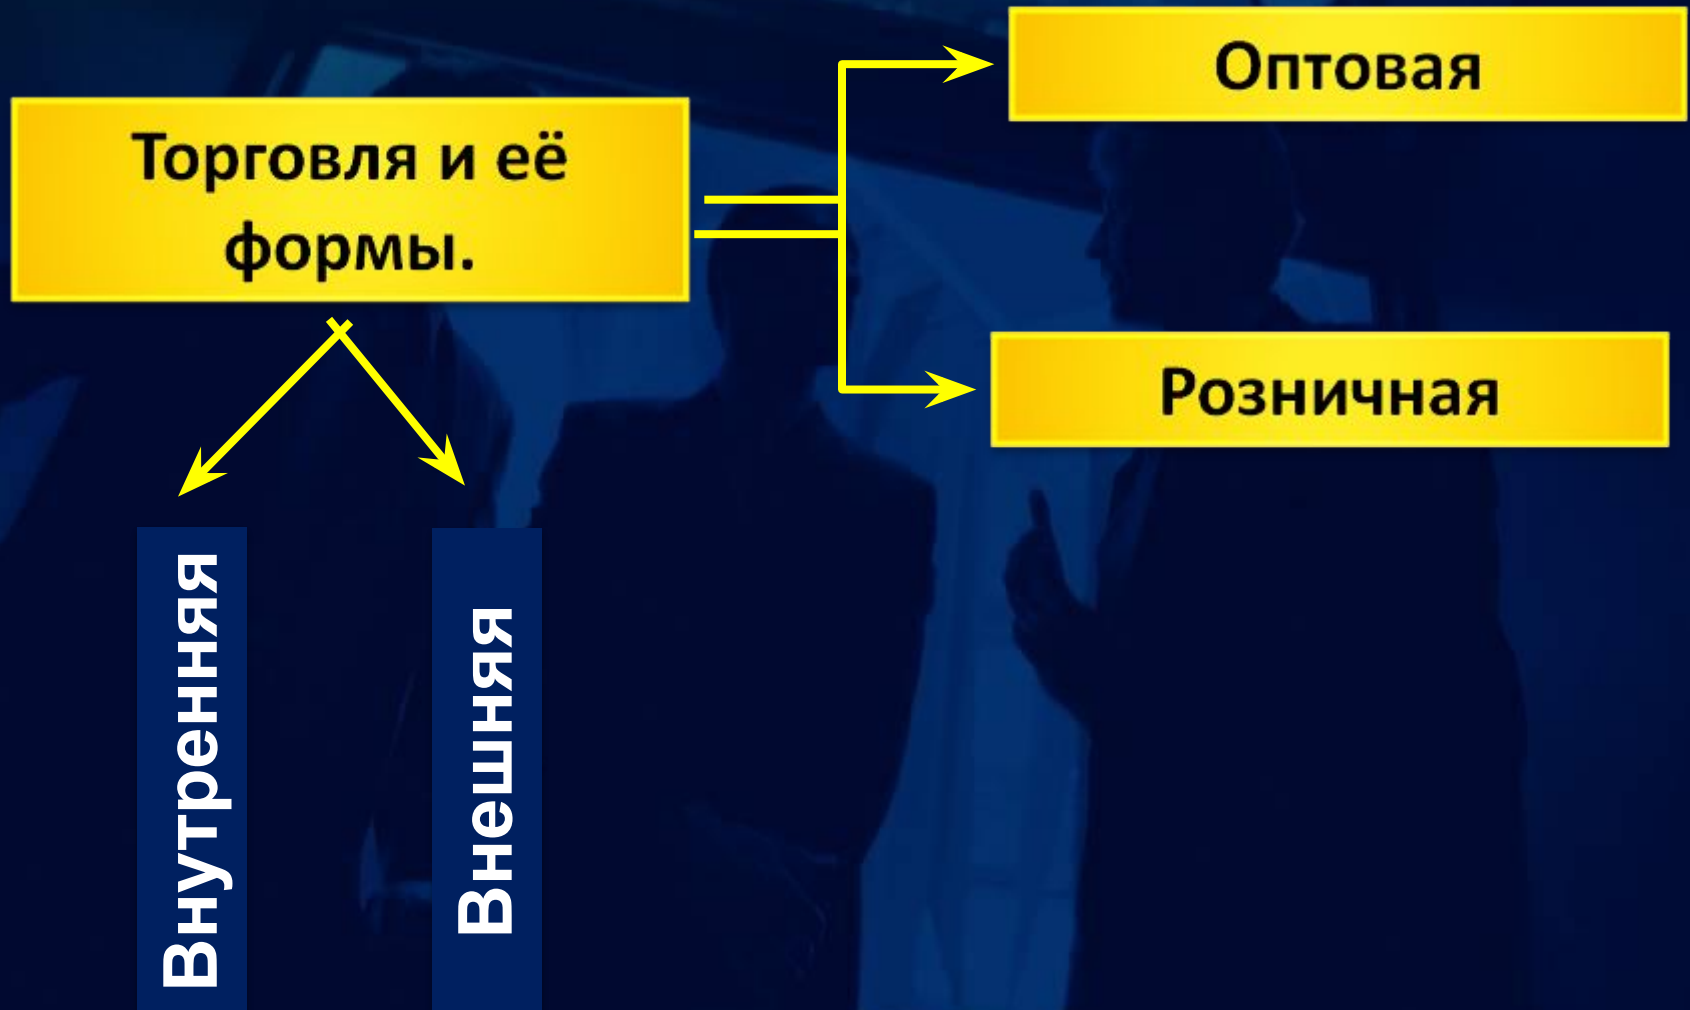 Оптовая
Торговля и её
формы.
Розничная
Внутренняя
Внешняя